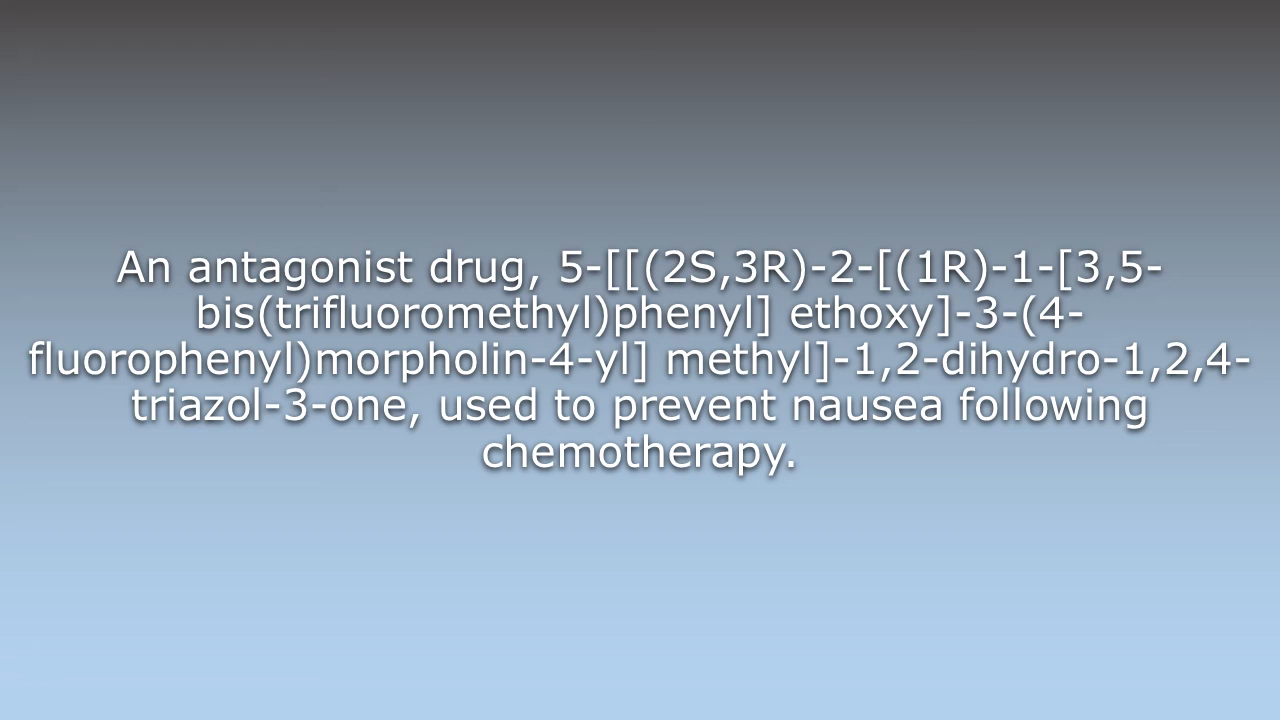 An antagonist drug, 5-[[(2S,3R)-2-[(1R)-1-[3,5-
bis(trifluoromethyl)phenyl] ethoxy]-3-(4-
fluorophenyl)morpholin-4-yl] methyl]-1,2-dihydro-1,2,4-
triazol-3-one, used to prevent nausea following
chemotherapy.